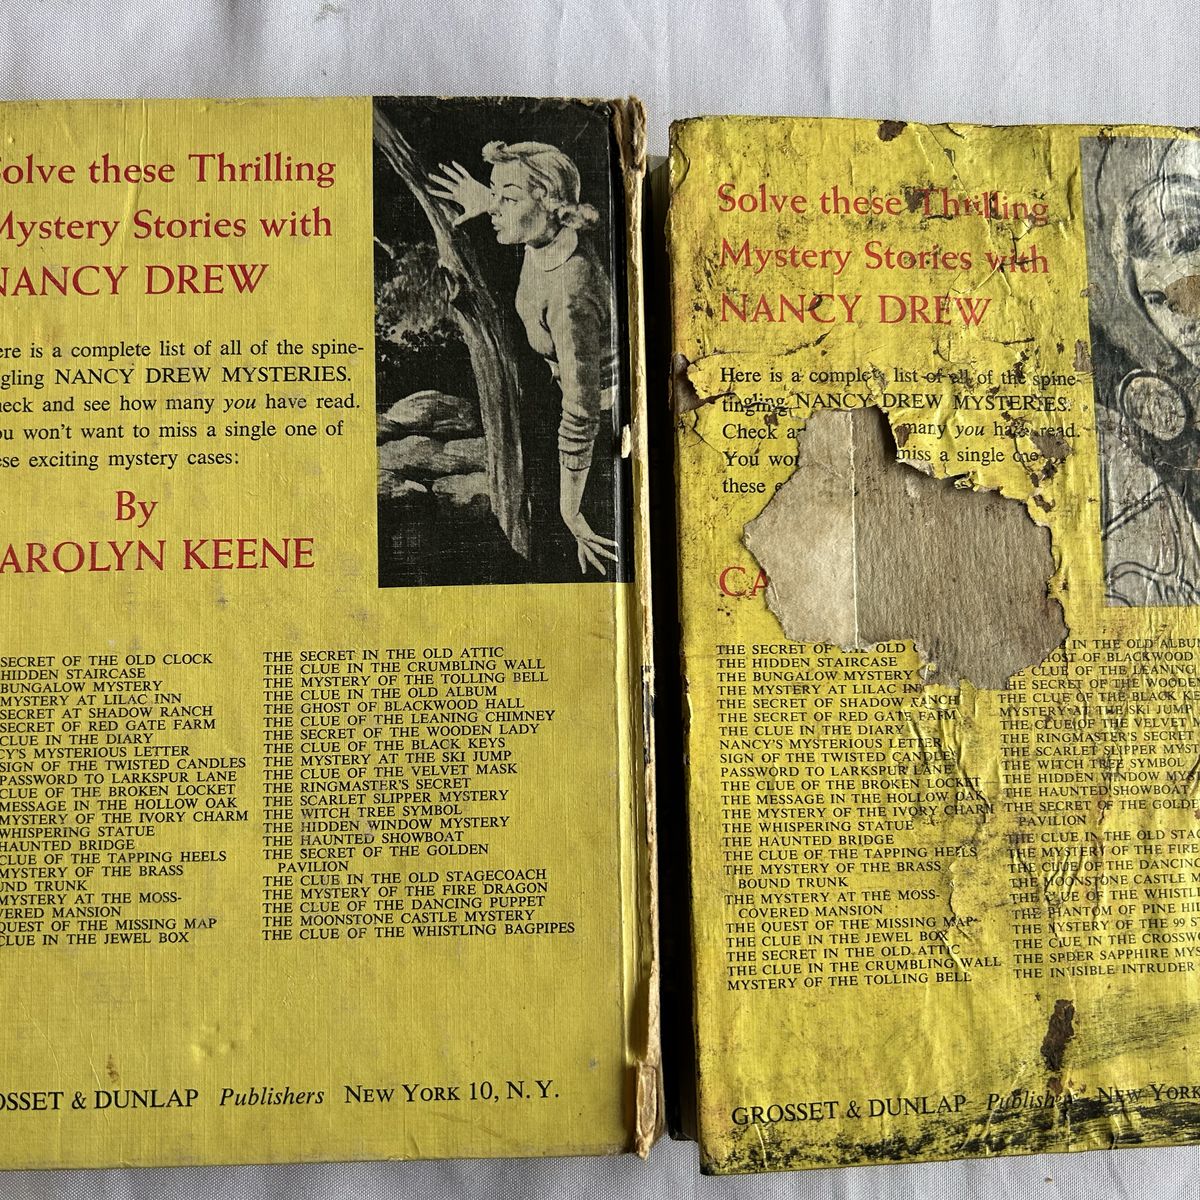 Solve these Thrilling
Mystery Stories with
NANCY DREW
ere is a complete list of all of the spine-
gling NANCY DREW MYSTERIES.
heck and see how many you have read.
ou won't want to miss a single one of
ese exciting mystery cases:
By
AROLYN KEENE
SECRET OF THE OLD CLOCK
HIDDEN STAIRCASE
BUNGALOW MYSTERY
MYSTERY AT LILAC INN
SECRET AT SHADOW RANCH
SECRET OF RED GATE FARM
CLUE IN THE DIARY
CY'S MYSTERIOUS LETTER
SIGN OF THE TWISTED CANDLES
PASSWORD TO LARKSPUR LANE
CLUE OF THE BROKEN LOCKET
MESSAGE IN THE HOLLOW OAK
MYSTERY OF THE IVORY CHARM
WHISPERING STATUE
HAUNTED BRIDGE
CLUE OF THE TAPPING HEELS
MYSTERY OF THE BRASS
UND TRUNK
MYSTERY AT THE MOSS-
VERED MANSION
QUEST OF THE MISSING MAP
CLUE IN THE JEWEL BOX
THE SECRET IN THE OLD ATTIC
THE CLUE IN THE CRUMBLING WALL
THE MYSTERY OF THE TOLLING BELL
THE CLUE IN THE OLD ALBUM
THE GHOST OF BLACKWOOD HALL
THE CLUE OF THE LEANING CHIMNEY
THE SECRET OF THE WOODEN LADY
THE CLUE OF THE BLACK KEYS
THE MYSTERY AT THE SKI JUMP
THE CLUE OF THE VELVET MASK
THE RINGMASTER'S SECRET
THE SCARLET SLIPPER MYSTERY
THE WITCH TREE SYMBOL
THE HIDDEN WINDOW MYSTERY
THE HAUNTED SHOWBOAT
THE SECRET OF THE GOLDEN
PAVILION
THE CLUE IN THE OLD STAGECOACH
THE MYSTERY OF THE FIRE DRAGON
THE CLUE OF THE DANCING PUPPET
THE MOONSTONE CASTLE MYSTERY
THE CLUE OF THE WHISTLING BAGPIPES
OSSET & DUNLAP Publishers NEW YORK 10, N. Y.
Solve these Thrilling
Mystery Stories with
NANCY DREW
Here is a complete list of all of the spine-
tingling NANCY DREW MYSTERIES.
Check a many you have read.
You wo miss a single one
these
CA
THE SECRET OF THE OLD C
THE HIDDEN STAIRCASE
THE BUNGALOW MYSTERY
THE MYSTERY AT LILAC INN
THE SECRET OF SHADOW RANCH
THE SECRET OF RED GATE FARM
THE CLUE IN THE DIARY
NANCY'S MYSTERIOUS LETTER
SIGN OF THE TWISTED CANDLES
PASSWORD TO LARKSPUR LANE
THE CLUE OF THE BROKEN LOCKET
THE MESSAGE IN THE HOLLOW OAK
THE MYSTERY OF THE IVORY CHARM
THE WHISPERING STATUE
THE HAUNTED BRIDGE
THE CLUE OF THE TAPPING HEELS
THE MYSTERY OF THE BRASS
BOUND TRUNK
THE MYSTERY AT THE MOSS-
COVERED MANSION
THE QUEST OF THE MISSING MAP
THE CLUE IN THE JEWEL BOX
THE SECRET IN THE OLD ATTIC
THE CLUE IN THE CRUMBLING WALL
MYSTERY OF THE TOLLING BELL
IN THE OLD ALBUM
HOST OF BLACKWOOD
CLUE OF THE LEANING
THE SECRET OF THE WOODEN
THE CLUE OF THE BLACK KE
MYSTERY AT THE SKI JUMP
THE CLUE OF THE VELVET
THE RINGMASTER'S SECRET
THE SCARLET SLIPPER MYST
THE WITCH TREE SYMBOL
THE HIDDEN WINDOW MYS
THE HAUNTED SHOWBOAT
THE SECRET OF THE GOLDE
PAVILION
THE CLUE IN THE OLD STAG
THE MYSTERY OF THE FIRE
THE CLUE OF THE DANCING
THE MOONSTONE CASTLE M
THE CLUE OF THE WHISTLI
THE PHANTOM OF PINE HIL
THE MYSTERY OF THE 99 S
THE CLUE IN THE CROSSWO
THE SPIDER SAPPHIRE MYS
THE INVISIBLE INTRUDER
GROSSET & DUNLAP Publishe NEW YORK